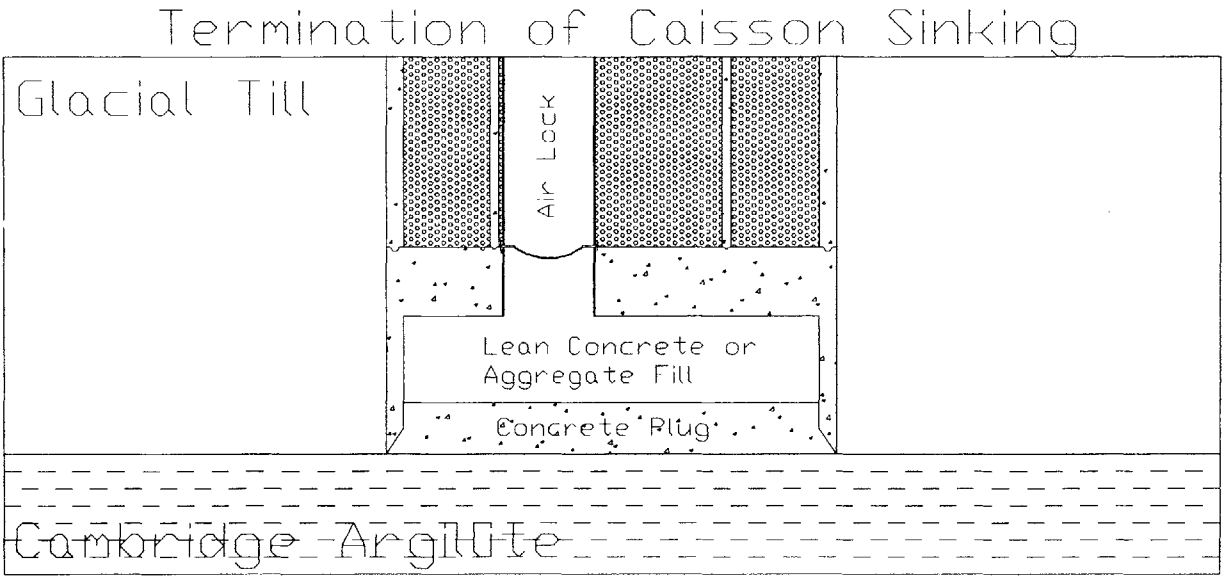 Termination of Caisson Sinking
Glacial Till
Air Lock
Lean Concrete or
Aggregate Fill
Concrete Plug
Cambridge Argillite